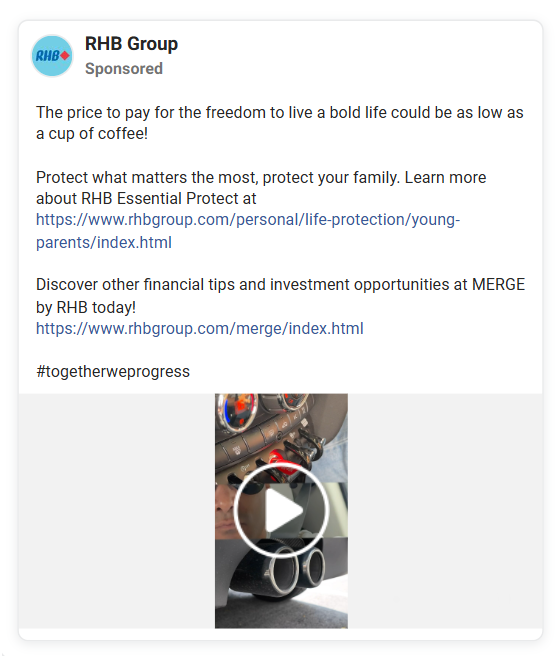 RHB
RHB Group
Sponsored
The price to pay for the freedom to live a bold life could be as low as
a cup of coffee!
Protect what matters the most, protect your family. Learn more
about RHB Essential Protect at
https://www.rhbgroup.com/personal/life-protection/young-
parents/index.html
Discover other financial tips and investment opportunities at MERGE
by RHB today!
https://www.rhbgroup.com/merge/index.html
#togetherweprogress